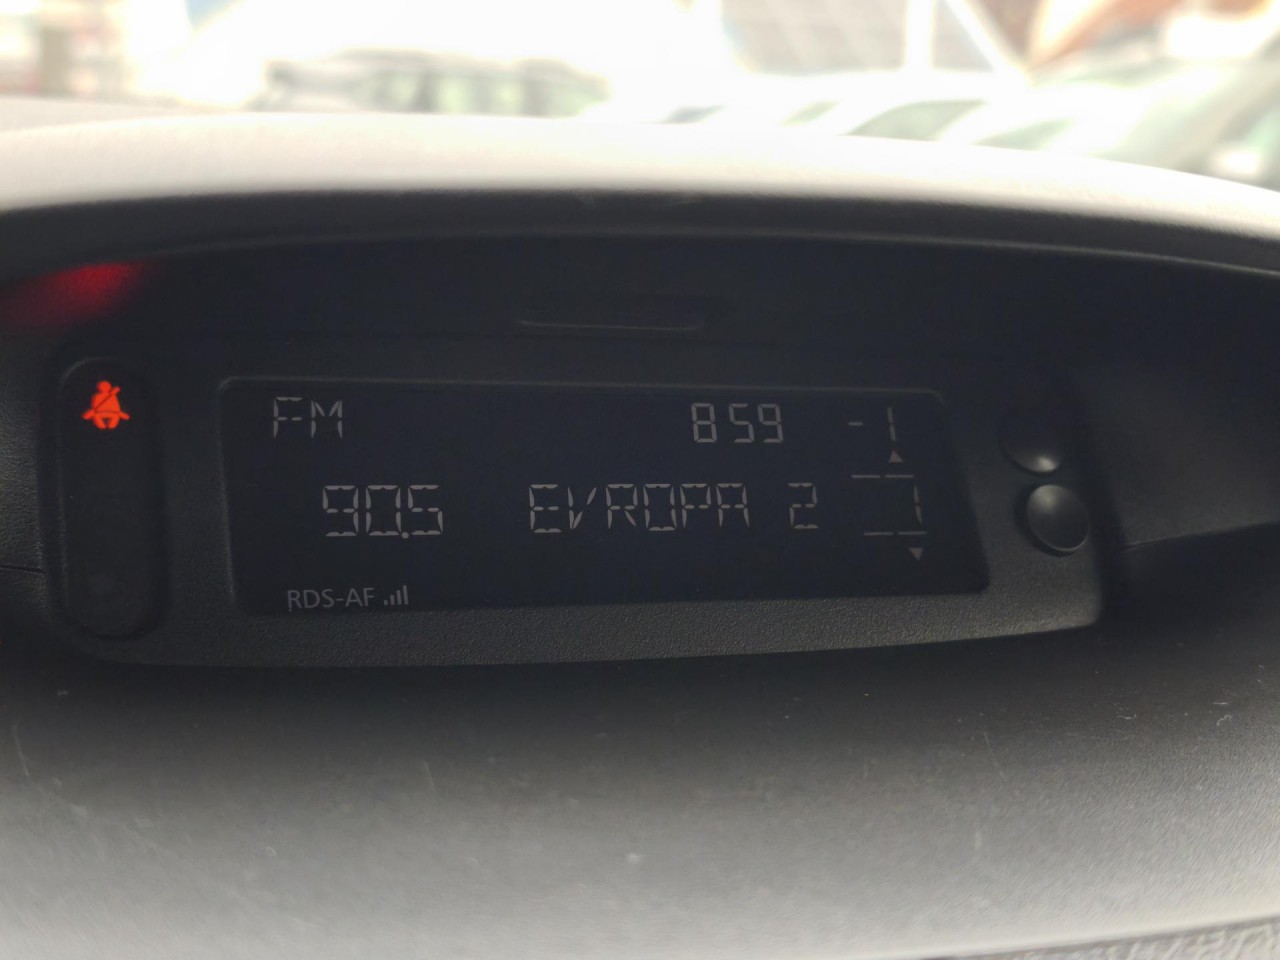 FM 859 -1
90.5 EVROPA 2
RDS-AF